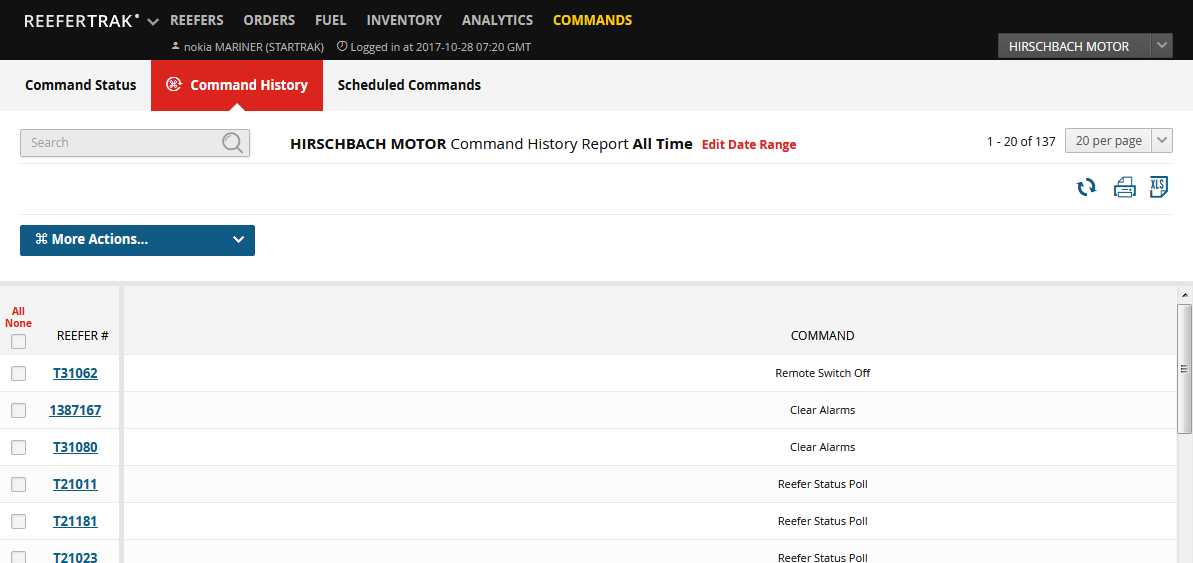 REEFERTRAK
REEFERS ORDERS FUEL INVENTORY ANALYTICS COMMANDS
nokia MARINER (STARTRAK) Logged in at 2017-10-28 07:20 GMT
HIRSCHBACH MOTOR
Command Status Command History Scheduled Commands
Search
HIRSCHBACH MOTOR Command History Report All Time Edit Date Range
1 - 20 of 137 20 per page
XLS
⌘ More Actions...
All
None
REEFER # COMMAND
T31062 Remote Switch Off
1387167 Clear Alarms
T31080 Clear Alarms
T21011 Reefer Status Poll
T21181 Reefer Status Poll
T21023 Reefer Status Poll